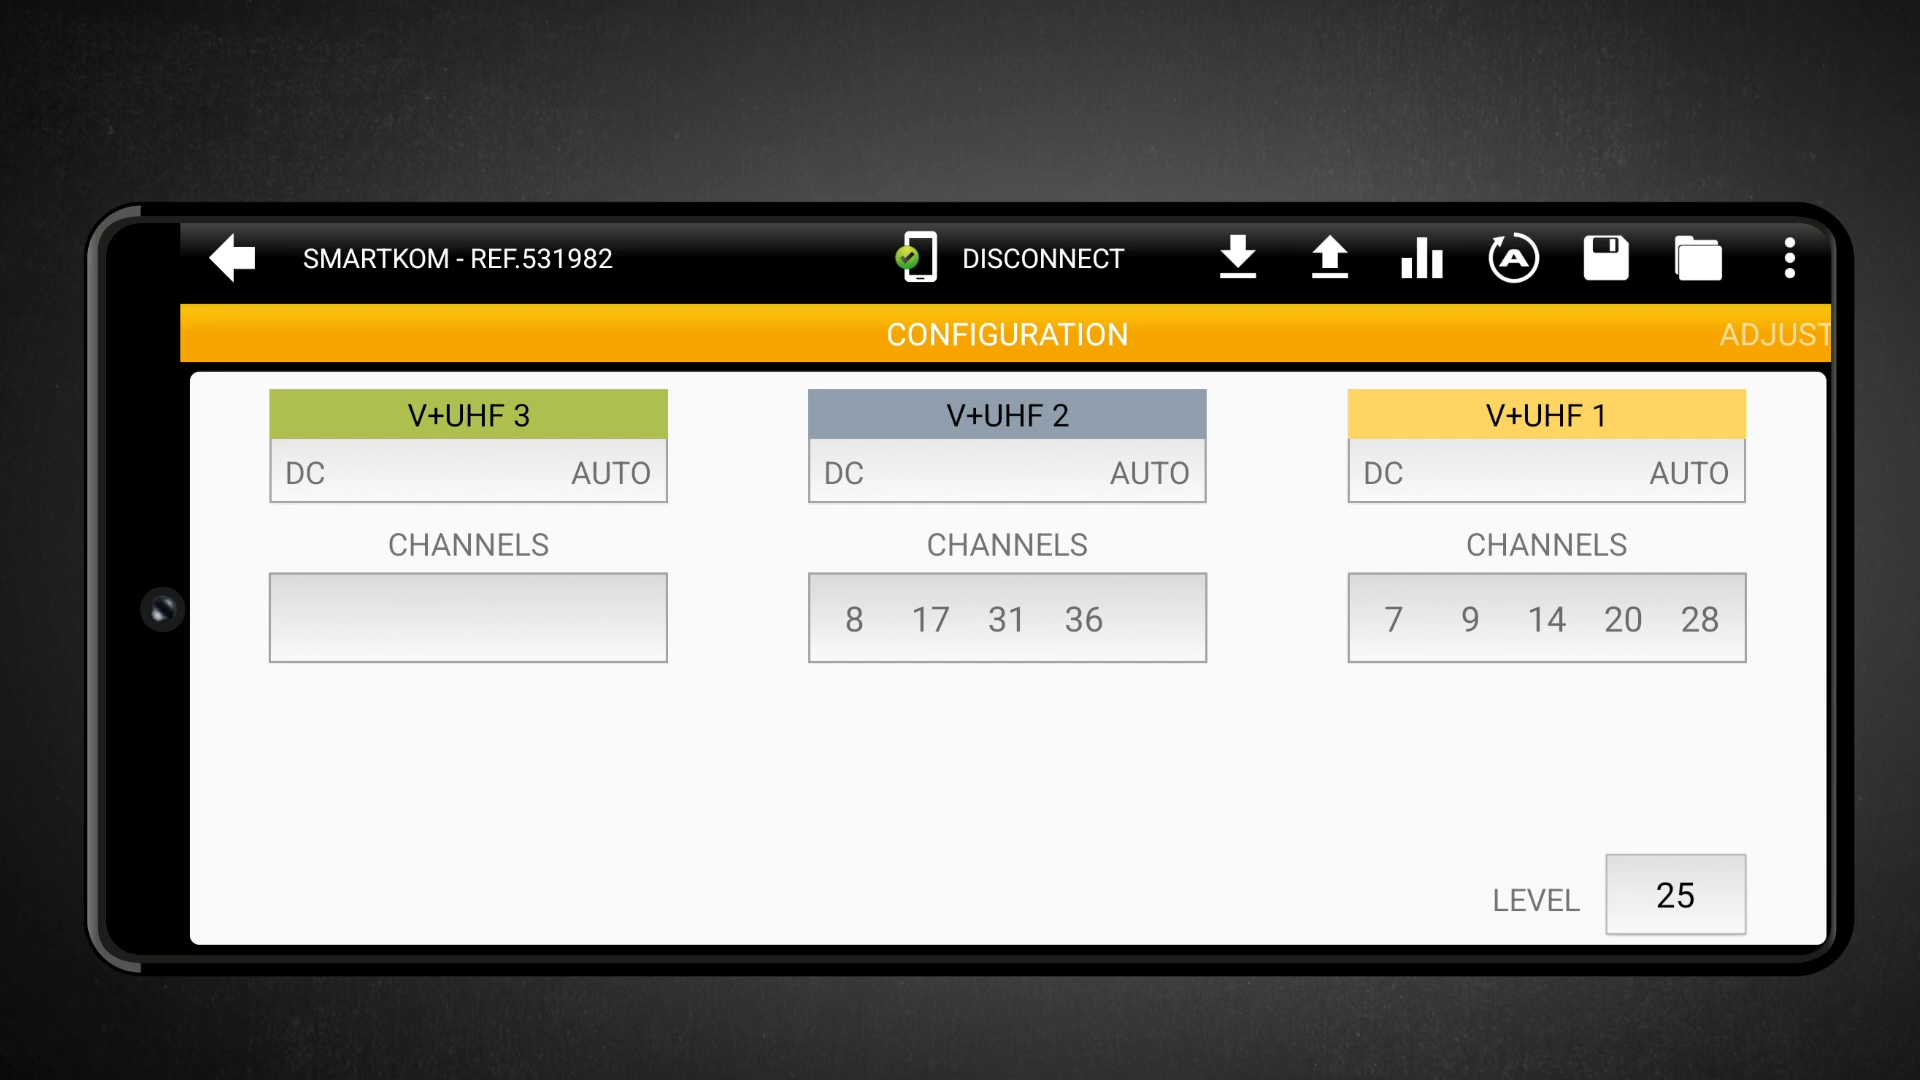 SMARTKOM - REF.531982 DISCONNECT
CONFIGURATION ADJUST
V+UHF 3 V+UHF 2 V+UHF 1
DC AUTO DC AUTO DC AUTO
CHANNELS CHANNELS CHANNELS
8 17 31 36 7 9 14 20 28
LEVEL 25